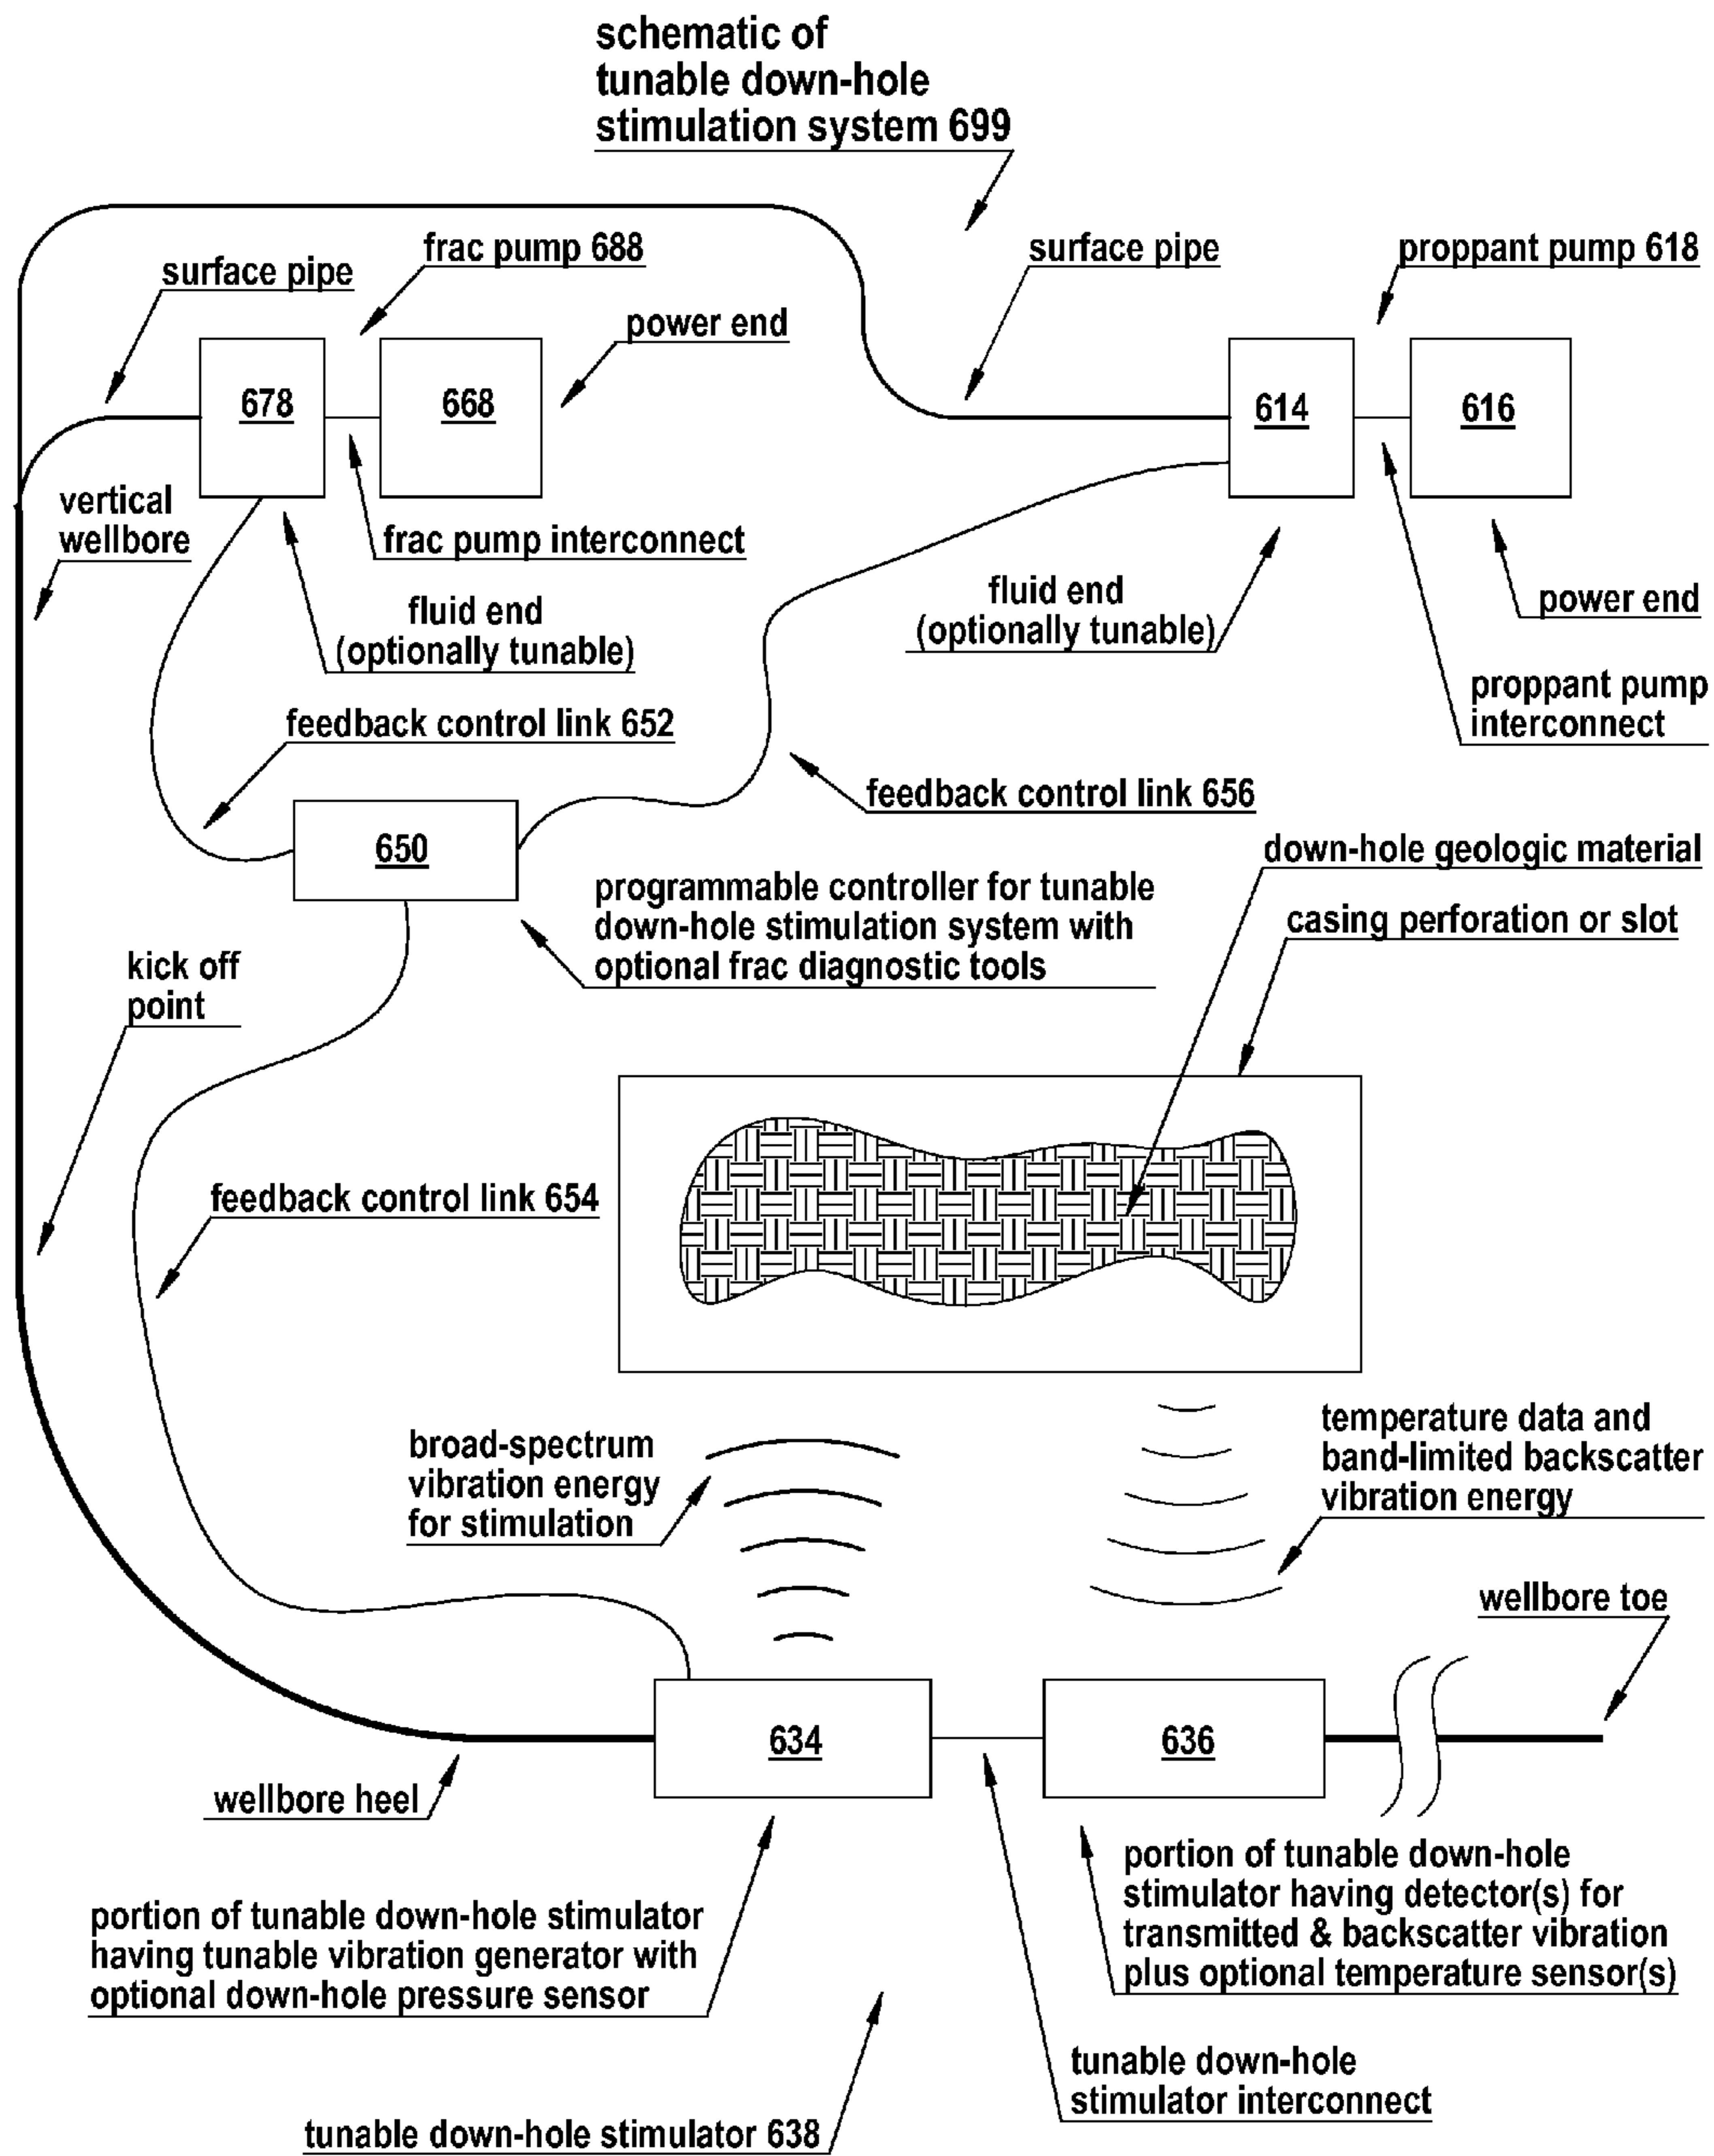 schematic of
tunable down-hole
stimulation system 699
frac pump 688
surface pipe
proppant pump 618
surface pipe
power end
678
668
614
616
vertical
wellbore
frac pump interconnect
fluid end
(optionally tunable)
fluid end
(optionally tunable)
power end
proppant pump
interconnect
feedback control link 652
feedback control link 656
650
down-hole geologic material
programmable controller for tunable
down-hole stimulation system with
optional frac diagnostic tools
casing perforation or slot
kick off
point
feedback control link 654
broad-spectrum
vibration energy
for stimulation
temperature data and
band-limited backscatter
vibration energy
wellbore toe
634
636
wellbore heel
portion of tunable down-hole stimulator
having tunable vibration generator with
optional down-hole pressure sensor
portion of tunable down-hole
stimulator having detector(s) for
transmitted & backscatter vibration
plus optional temperature sensor(s)
tunable down-hole
stimulator interconnect
tunable down-hole stimulator 638